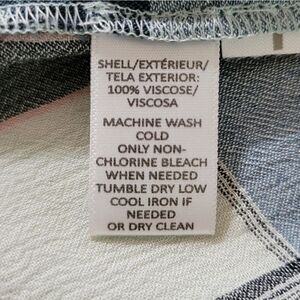 SHELL/EXTÉRIEUR/
TELA EXTERIOR:
100% VISCOSE/
VISCOSA
MACHINE WASH
COLD
ONLY NON-
CHLORINE BLEACH
WHEN NEEDED
TUMBLE DRY LOW
COOL IRON IF
NEEDED
OR DRY CLEAN